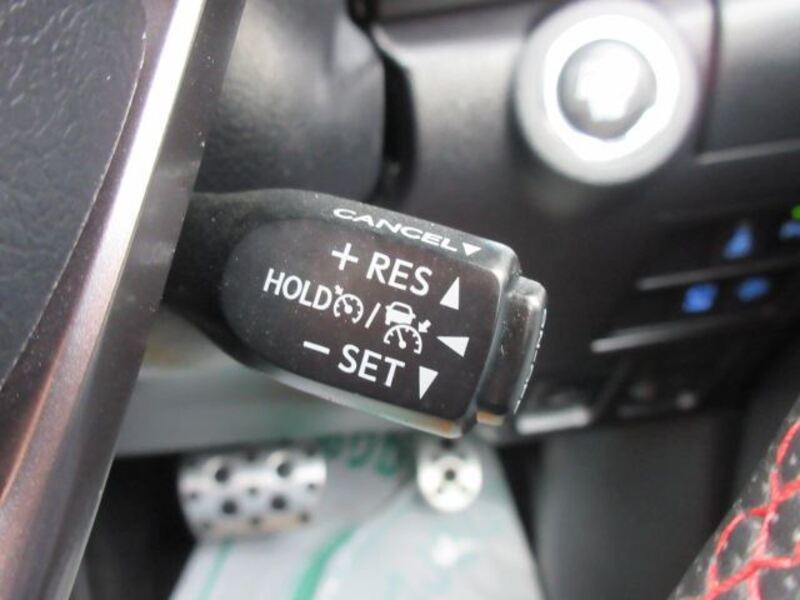 CANCEL▼
+ RES ▲
HOLD / ◀
− SET ▼